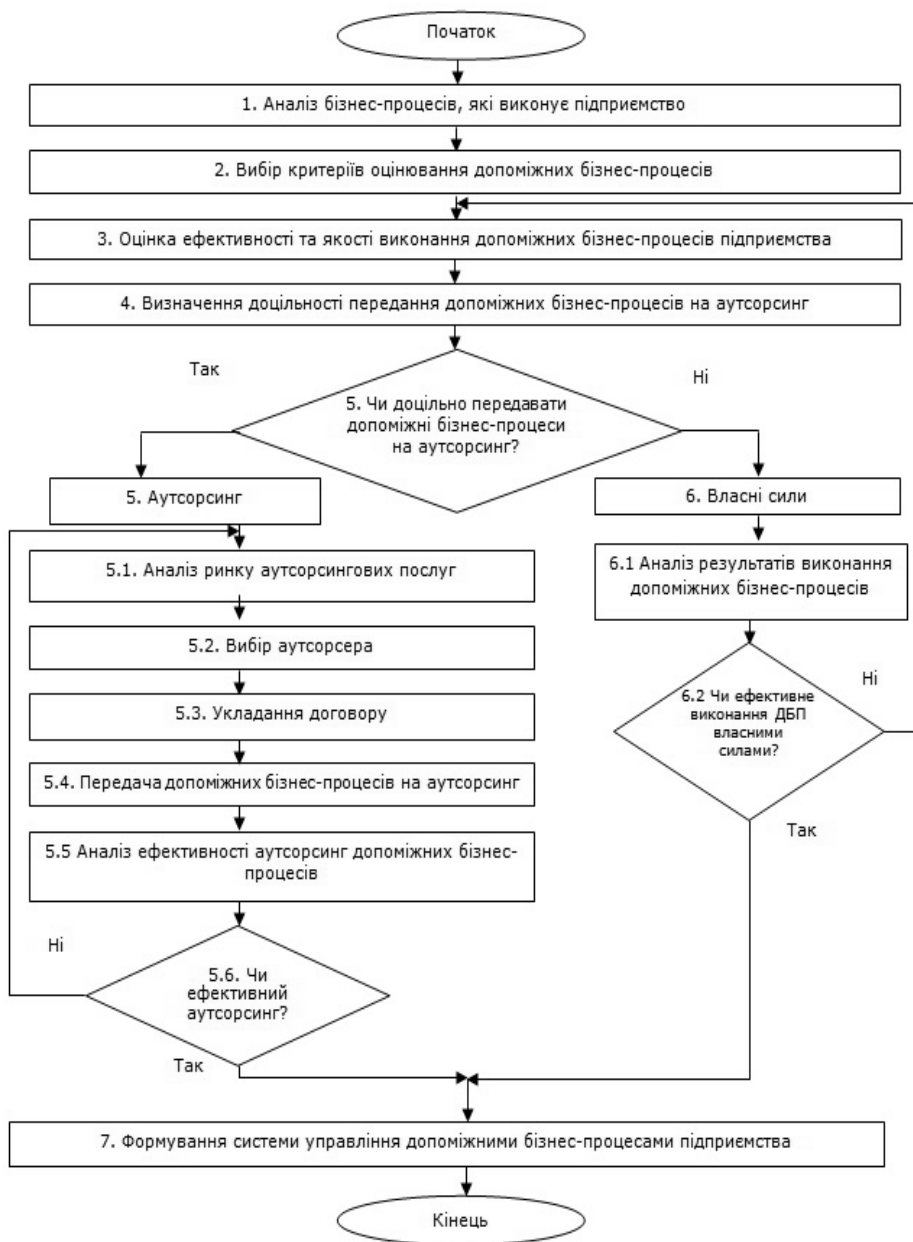 Початок
1. Аналіз бізнес-процесів, які виконує підприємство
2. Вибір критеріїв оцінювання допоміжних бізнес-процесів
3. Оцінка ефективності та якості виконання допоміжних бізнес-процесів підприємства
4. Визначення доцільності передання допоміжних бізнес-процесів на аутсорсинг
Так
Ні
5. Чи доцільно передавати
допоміжні бізнес-процеси
на аутсорсинг?
5. Аутсорсинг
6. Власні сили
5.1. Аналіз ринку аутсорсингових послуг
6.1 Аналіз результатів виконання
допоміжних бізнес-процесів
5.2. Вибір аутсорсера
5.3. Укладання договору
6.2 Чи ефективне
виконання ДБП
власними
силами?
Ні
5.4. Передача допоміжних бізнес-процесів на аутсорсинг
Так
5.5 Аналіз ефективності аутсорсинг допоміжних бізнес-
процесів
Ні
5.6. Чи
ефективний
аутсорсинг?
Так
7. Формування системи управління допоміжними бізнес-процесами підприємства
Кінець